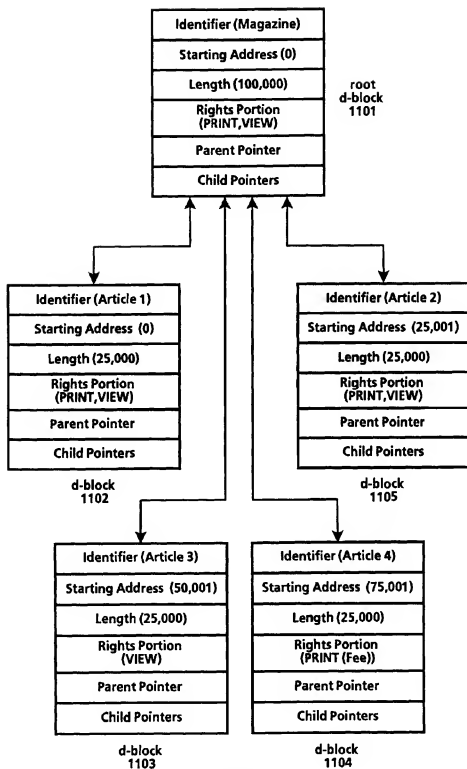 Identifier (Magazine)
Starting Address (0)
Length (100,000)
Rights Portion
(PRINT,VIEW)
Parent Pointer
Child Pointers
root
d-block
1101
Identifier (Article 1)
Starting Address (0)
Length (25,000)
Rights Portion
(PRINT,VIEW)
Parent Pointer
Child Pointers
d-block
1102
Identifier (Article 2)
Starting Address (25,001)
Length (25,000)
Rights Portion
(PRINT,VIEW)
Parent Pointer
Child Pointers
d-block
1105
Identifier (Article 3)
Starting Address (50,001)
Length (25,000)
Rights Portion
(VIEW)
Parent Pointer
Child Pointers
d-block
1103
Identifier (Article 4)
Starting Address (75,001)
Length (25,000)
Rights Portion
(PRINT (Fee))
Parent Pointer
Child Pointers
d-block
1104